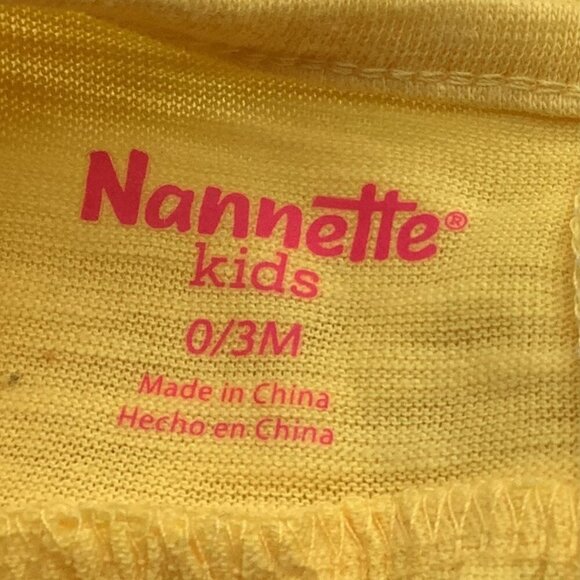 Nannette®
kids
0/3M
Made in China
Hecho en China